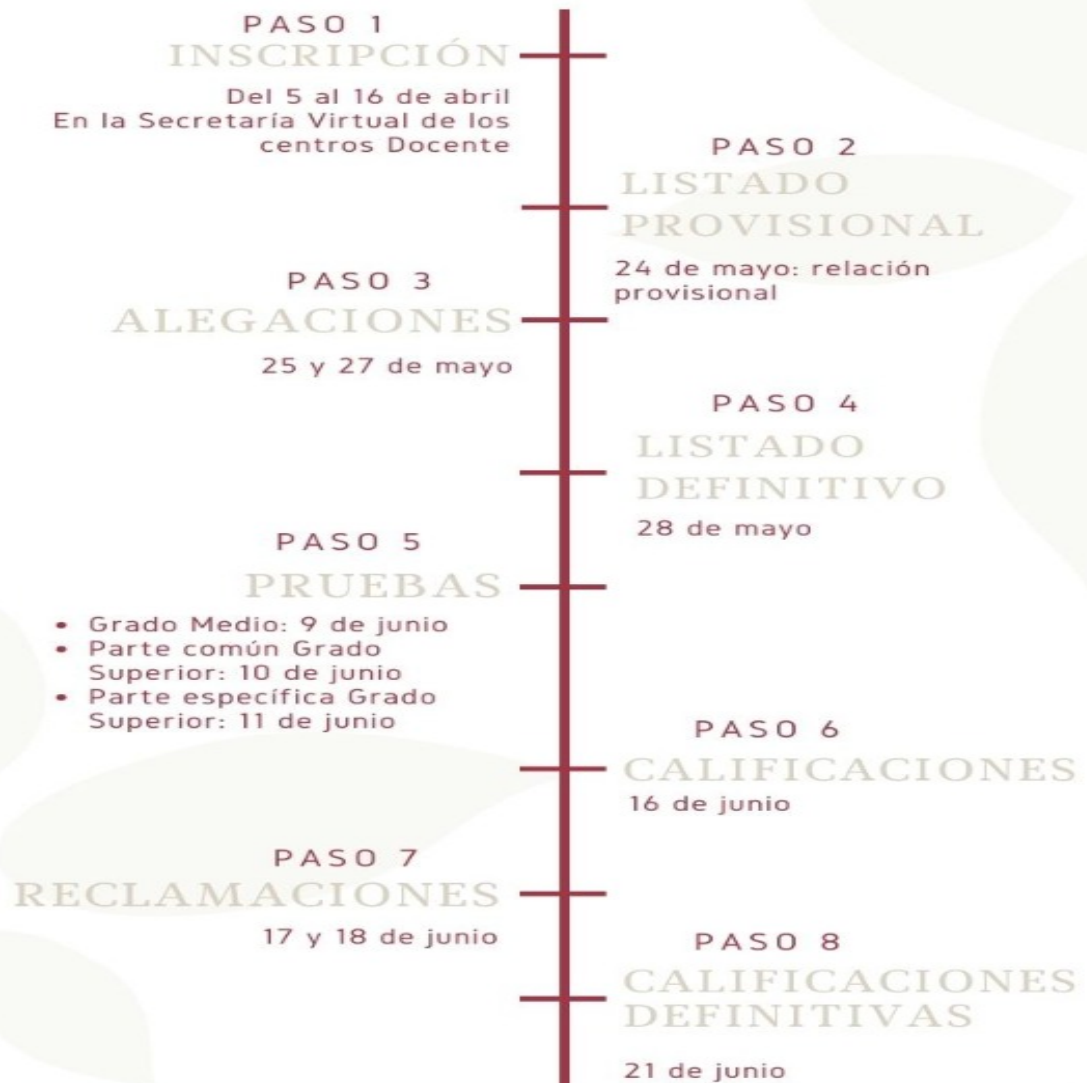 PASO 1
INSCRIPCIÓN
Del 5 al 16 de abril
En la Secretaría Virtual de los
centros Docente
PASO 2
LISTADO
PROVISIONAL
24 de mayo: relación
provisional
PASO 3
ALEGACIONES
25 y 27 de mayo
PASO 4
LISTADO
DEFINITIVO
28 de mayo
PASO 5
PRUEBAS
• Grado Medio: 9 de junio
• Parte común Grado
Superior: 10 de junio
• Parte específica Grado
Superior: 11 de junio
PASO 6
CALIFICACIONES
16 de junio
PASO 7
RECLAMACIONES
17 y 18 de junio
PASO 8
CALIFICACIONES
DEFINITIVAS
21 de junio